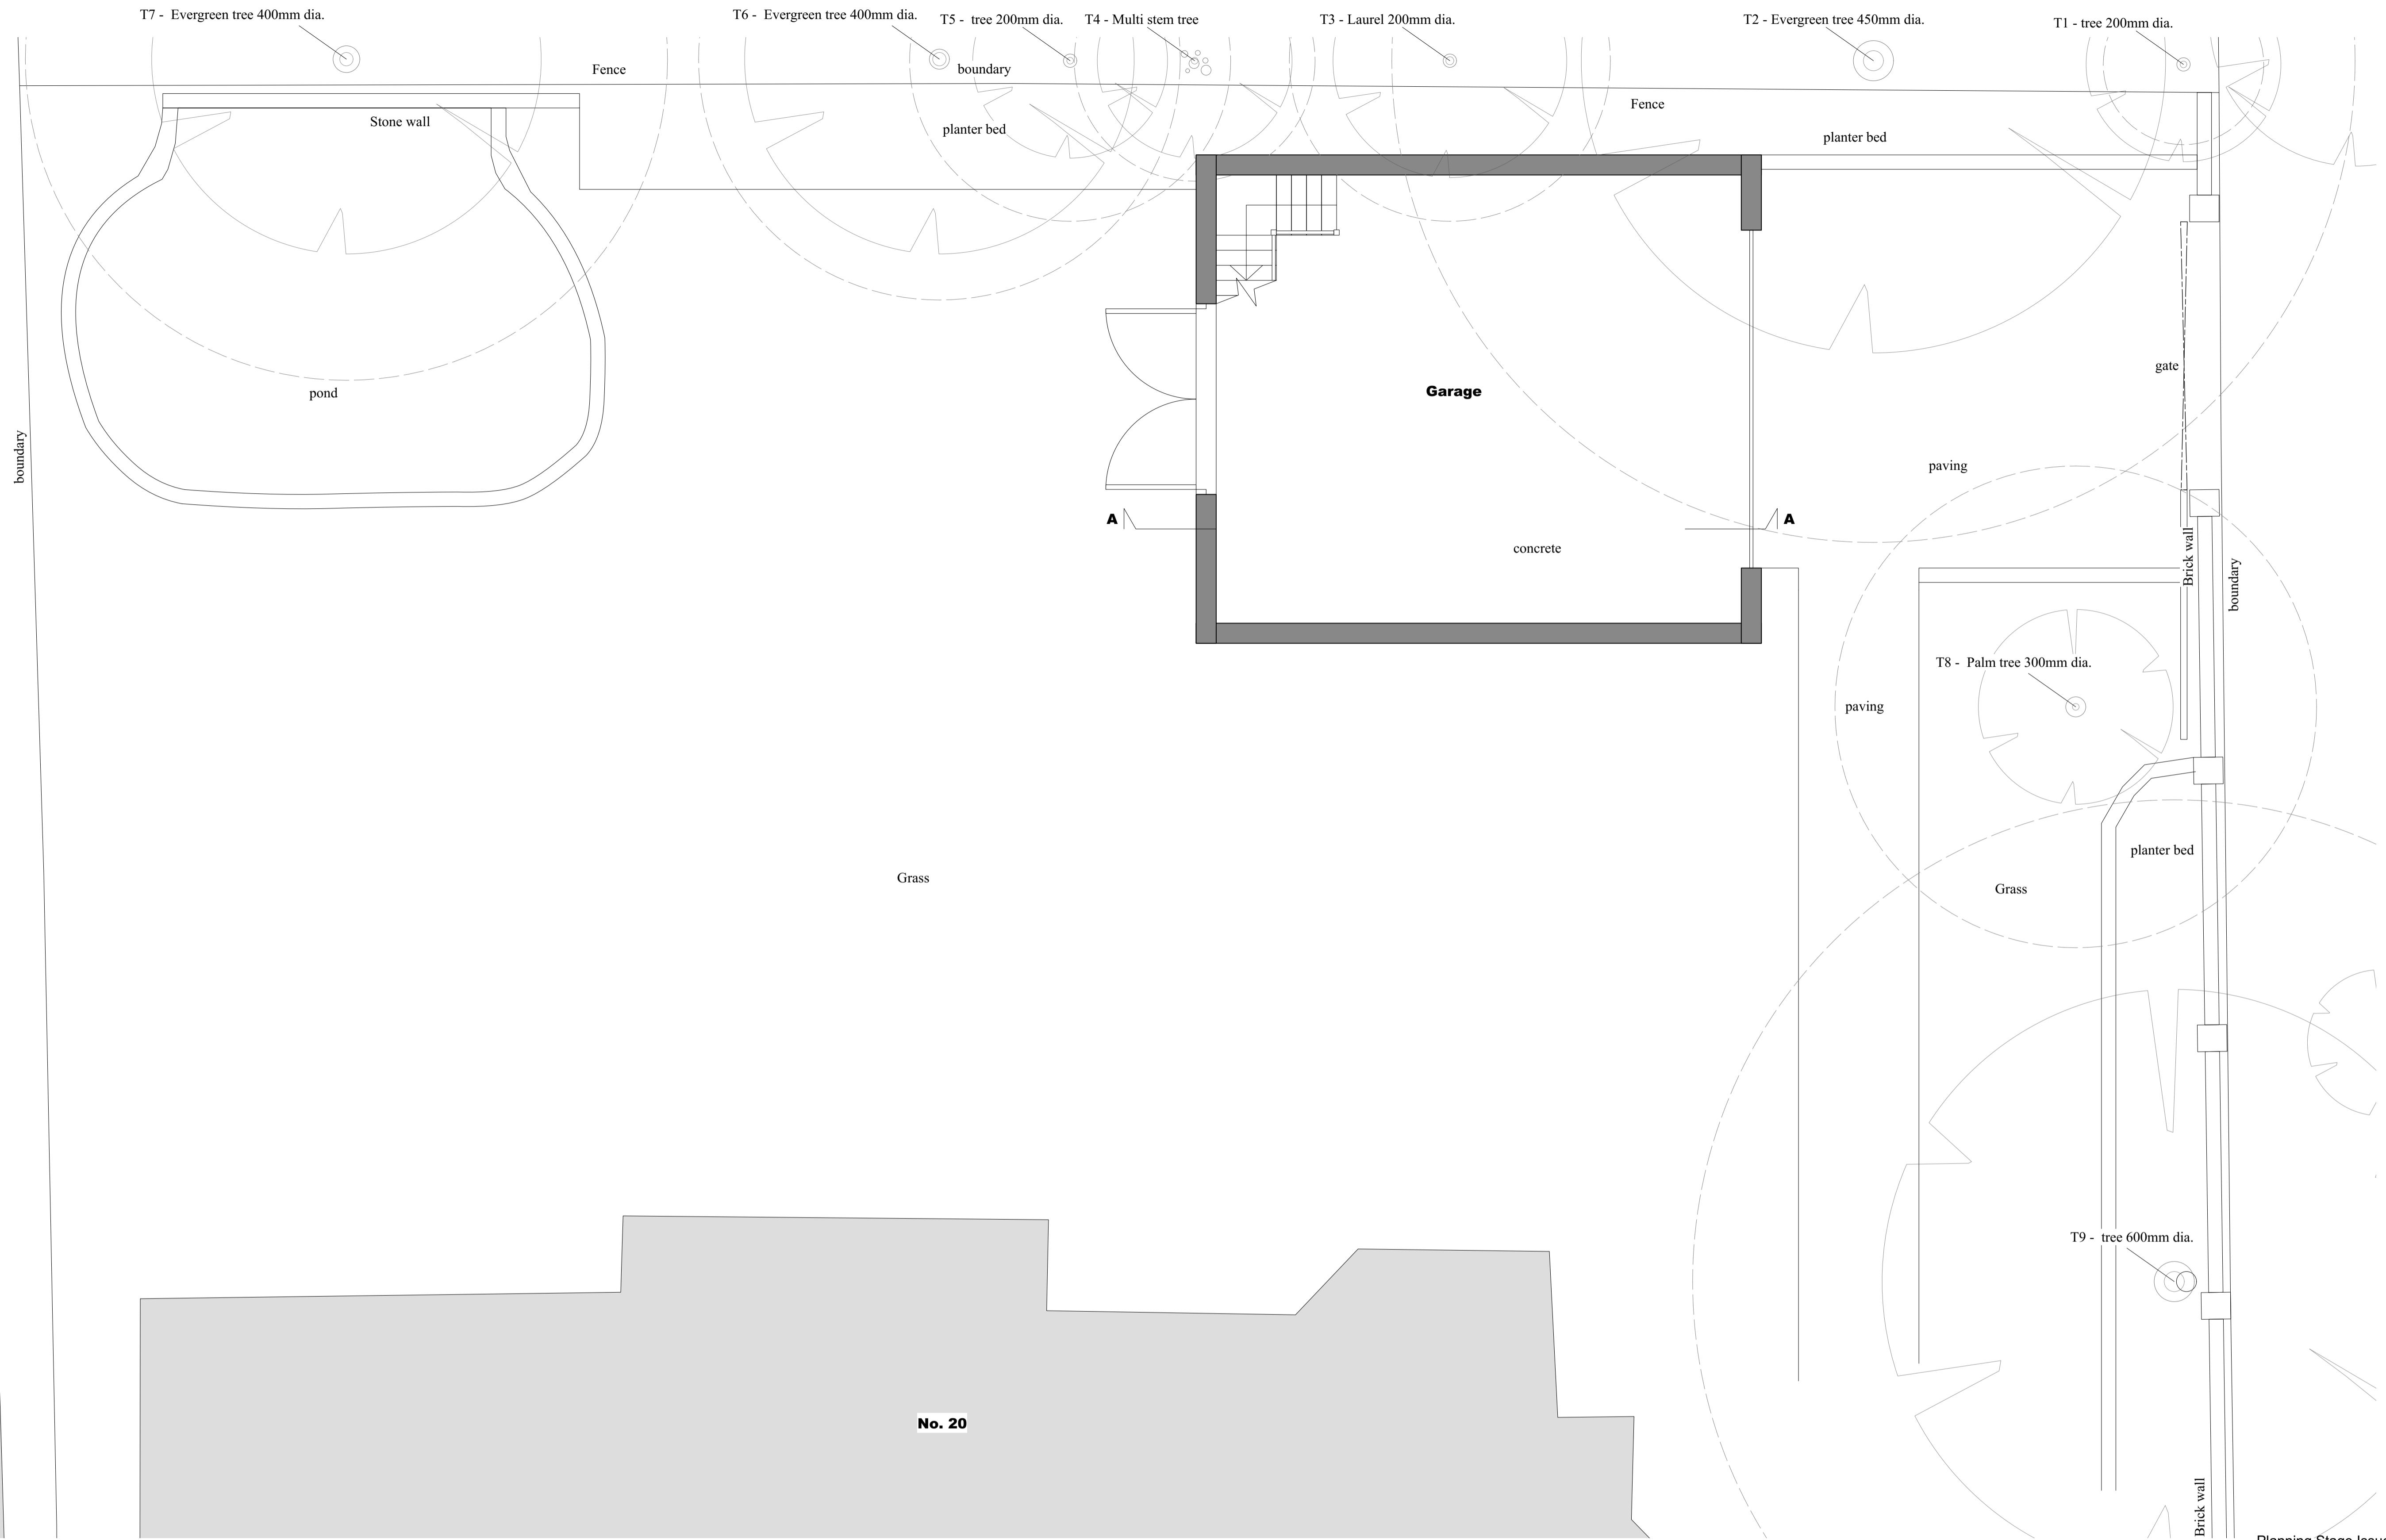 T7 - Evergreen tree 400mm dia.
T6 - Evergreen tree 400mm dia.
T5 - tree 200mm dia.
T4 - Multi stem tree
T3 - Laurel 200mm dia.
T2 - Evergreen tree 450mm dia.
T1 - tree 200mm dia.
Fence
boundary
Fence
Stone wall
planter bed
planter bed
gate
pond
Garage
boundary
paving
A
A
concrete
Brick wall
boundary
T8 - Palm tree 300mm dia.
paving
planter bed
Grass
Grass
T9 - tree 600mm dia.
No. 20
Brick wall